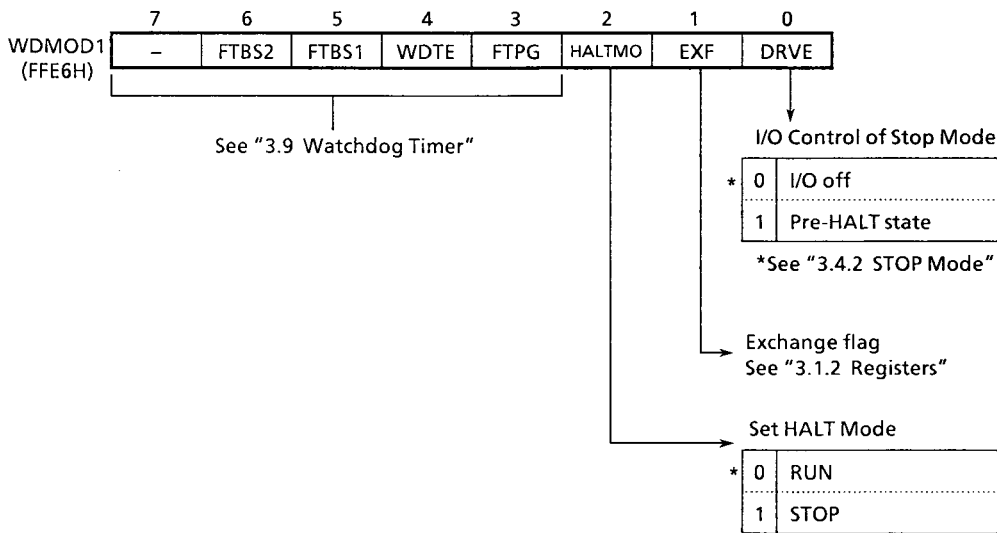 7 6 5 4 3 2 1 0
WDMOD1 – FTBS2 FTBS1 WDTE FTPG HALTMO EXF DRVE
(FFE6H)
See "3.9 Watchdog Timer"
I/O Control of Stop Mode
* 0 I/O off
1 Pre-HALT state
*See "3.4.2 STOP Mode"
Exchange flag
See "3.1.2 Registers"
Set HALT Mode
* 0 RUN
1 STOP